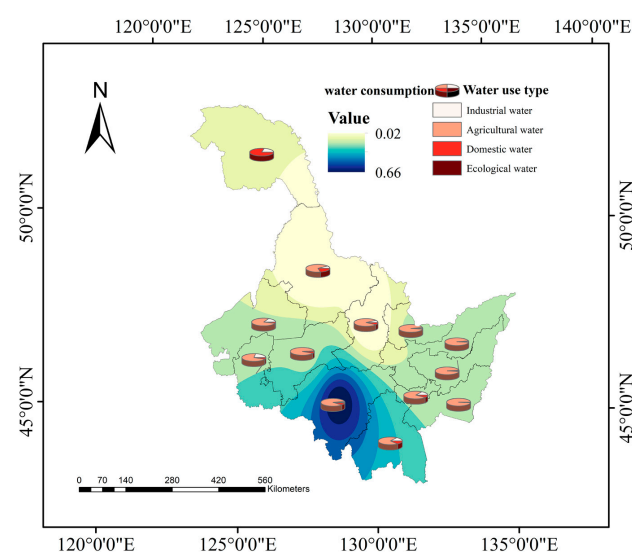 120°0'0"E 125°0'0"E 130°0'0"E 135°0'0"E 140°0'0"E
N
water consumption Water use type
Value
0.02
0.66
Industrial water
Agricultural water
Domestic water
Ecological water
50°0'0"N 50°0'0"N
45°0'0"N 45°0'0"N
0 70 140 280 420 560
Kilometers
120°0'0"E 125°0'0"E 130°0'0"E 135°0'0"E